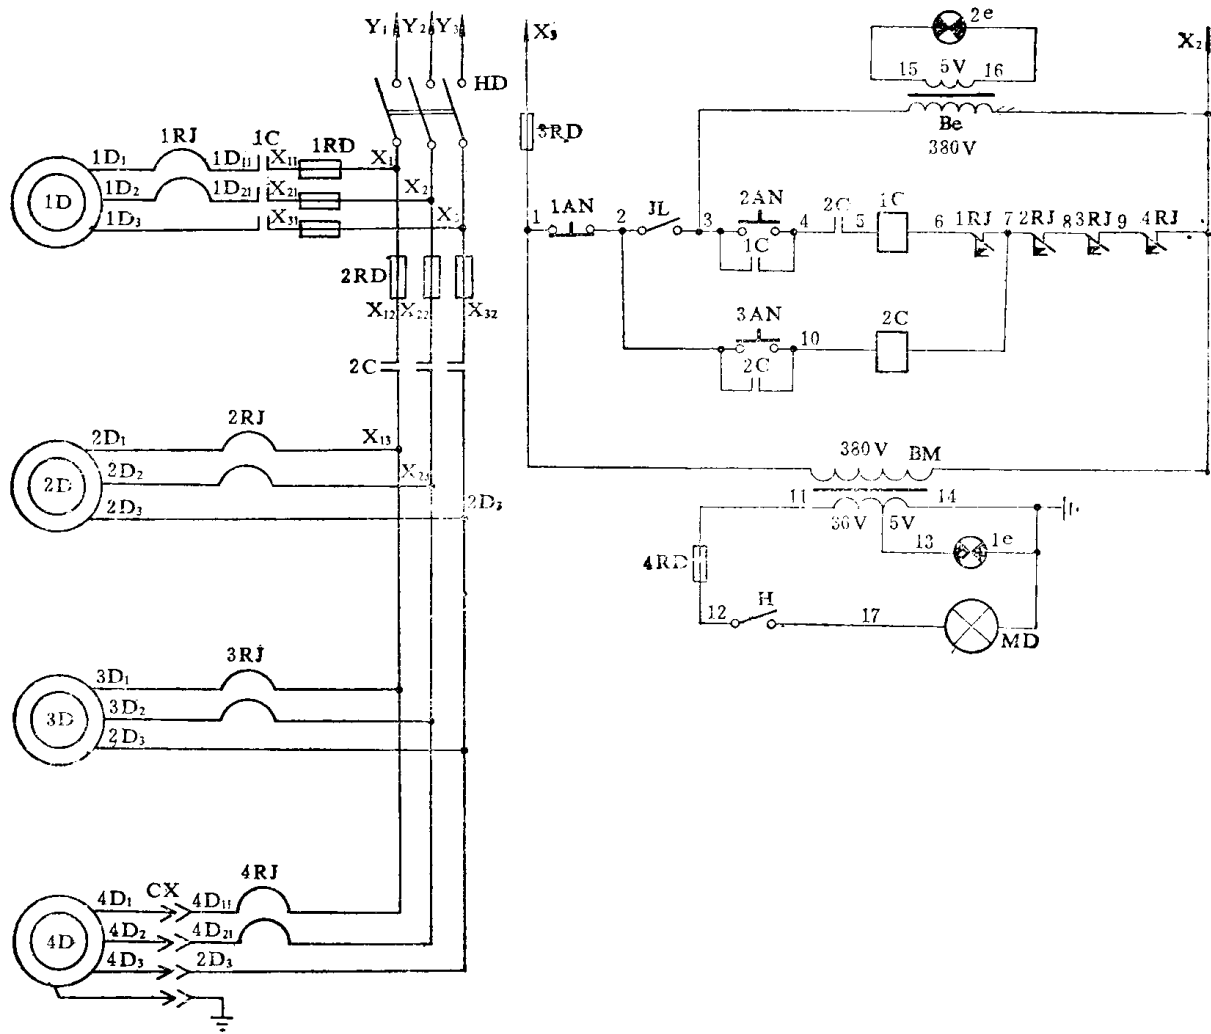 Y₁ Y₂ Y₃
HD
X₃
2e
15 5V 16
Be
380V
X₂
3RD
1RJ 1C 1RD
1D₁ 1D₁₁ X₁₁ X₁
1D 1D₂ 1D₂₁ X₂₁ X₂
1D₃ X₃₁ X₃
1 1AN 2 JL 3 2AN 4 2C 5 1C 6 1RJ 7 2RJ 8 3RJ 9 4RJ
1C
2RD
X₁₂ X₂₂ X₃₂
3AN 10 2C
2C
2C
2RJ
2D₁ X₁₃
2D 2D₂ X₂₃
2D₃ 2D₃
380V BM
11 14
36V 5V
13 1e
4RD
12 H 17
MD
3RJ
3D₁
3D 3D₂
2D₃
4RJ
CX
4D₁ 4D₁₁
4D 4D₂ 4D₂₁
4D₃ 2D₃